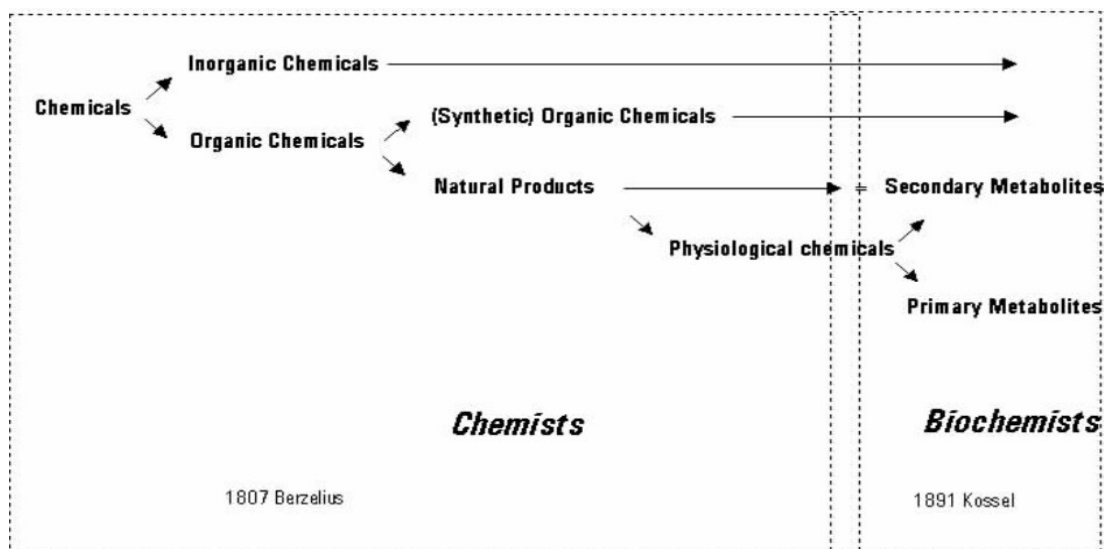 Inorganic Chemicals
Chemicals
(Synthetic) Organic Chemicals
Organic Chemicals
Natural Products = Secondary Metabolites
Physiological chemicals
Primary Metabolites
Chemists
Biochemists
1807 Berzelius
1891 Kossel